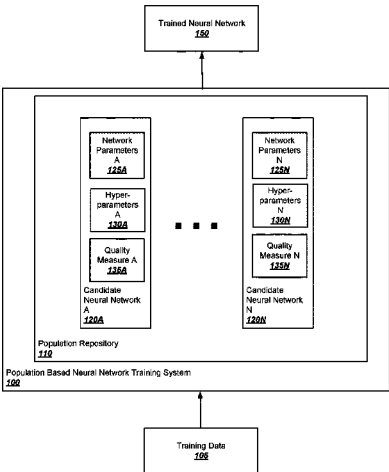 Trained Neural Network
150
Network
Parameters
A
125A
Hyper-
parameters
A
130A
Quality
Measure A
135A
Candidate
Neural Network
A
120A
Network
Parameters
N
125N
Hyper-
parameters
N
130N
Quality
Measure N
135N
Candidate
Neural Network
N
120N
Population Repository
110
Population Based Neural Network Training System
100
Training Data
105